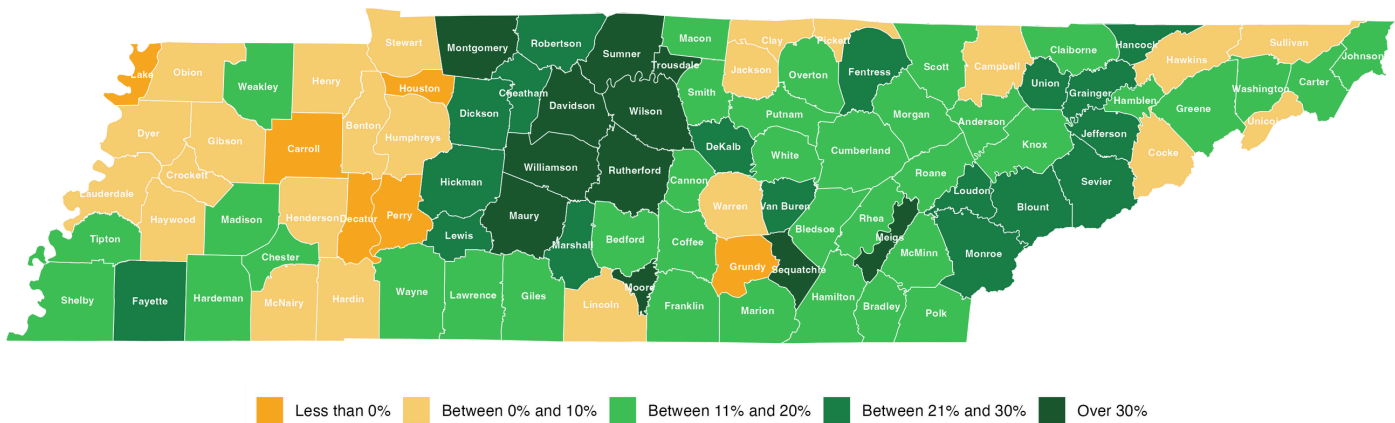 Stewart
Montgomery
Robertson
Sumner
Macon
Clay
Pickett
Trousdale
Scott
Campbell
Claiborne
Hancock
Hawkins
Sullivan
Johnson
Lake
Obion
Weakley
Henry
Houston
Cheatham
Dickson
Davidson
Wilson
Smith
Jackson
Overton
Fentress
Union
Grainger
Hamblen
Greene
Washington
Carter
Unicoi
Dyer
Gibson
Carroll
Benton
Humphreys
Putnam
Morgan
Anderson
Knox
Jefferson
Cocke
Crockett
Lauderdale
Haywood
Madison
Henderson
Decatur
Perry
Hickman
Williamson
Rutherford
Cannon
DeKalb
White
Cumberland
Roane
Loudon
Blount
Sevier
Tipton
Chester
Lewis
Maury
Marshall
Bedford
Coffee
Warren
Van Buren
Bledsoe
Rhea
Meigs
McMinn
Monroe
Shelby
Fayette
Hardeman
McNairy
Hardin
Wayne
Lawrence
Giles
Lincoln
Moore
Franklin
Grundy
Sequatchie
Marion
Hamilton
Bradley
Polk
Less than 0%
Between 0% and 10%
Between 11% and 20%
Between 21% and 30%
Over 30%